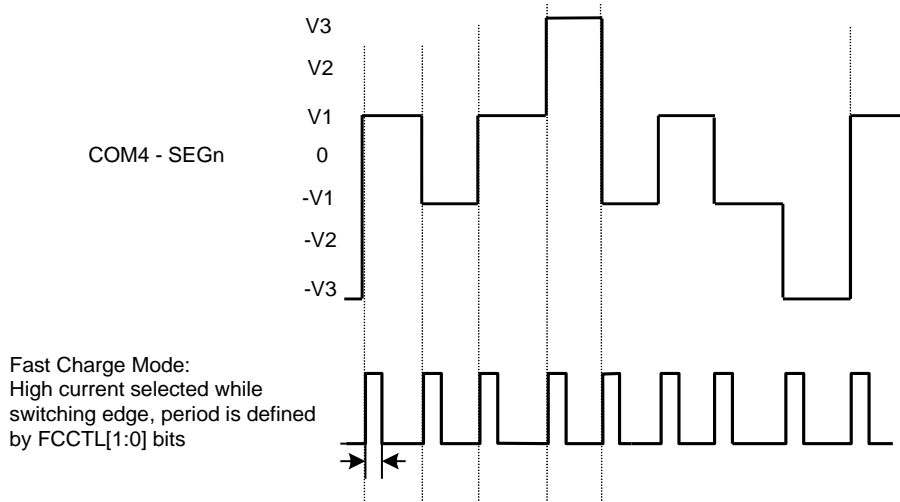 V3
V2
V1
COM4 - SEGn
0
-V1
-V2
-V3
Fast Charge Mode:
High current selected while
switching edge, period is defined
by FCCTL[1:0] bits